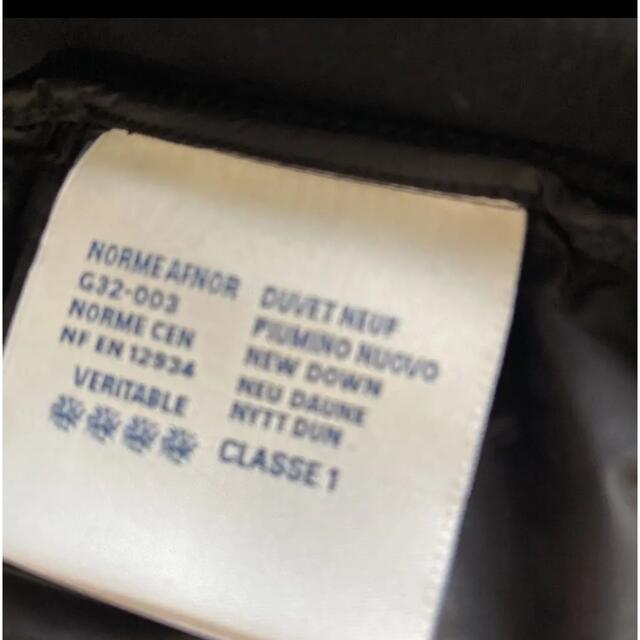 NORME AFNOR
G32-003
NORME CEN
NF EN 12934
VERITABLE
DUVET NEUF
PIUMINO NUOVO
NEW DOWN
NEU DAUNE
NYTT DUN
CLASSE 1